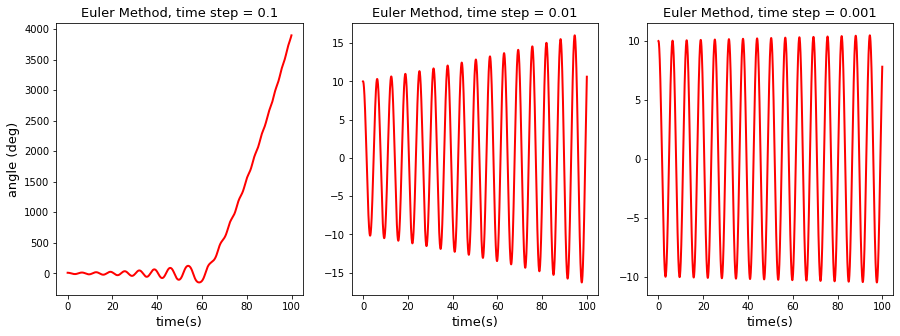 Euler Method, time step = 0.1
Euler Method, time step = 0.01
Euler Method, time step = 0.001
angle (deg)
4000
3500
3000
2500
2000
1500
1000
500
0
0 20 40 60 80 100
time(s)
15
10
5
0
−5
−10
−15
0 20 40 60 80 100
time(s)
10
5
0
−5
−10
0 20 40 60 80 100
time(s)